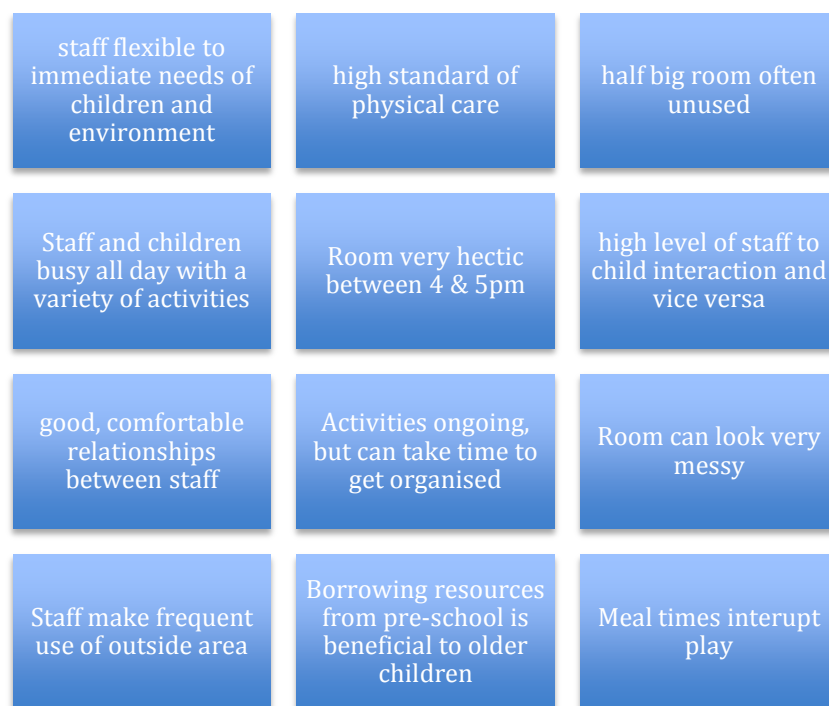 staff flexible to
immediate needs of
children and
environment
high standard of
physical care
half big room often
unused
Staff and children
busy all day with a
variety of activities
Room very hectic
between 4 & 5pm
high level of staff to
child interaction and
vice versa
good, comfortable
relationships
between staff
Activities ongoing,
but can take time to
get organised
Room can look very
messy
Staff make frequent
use of outside area
Borrowing resources
from pre-school is
beneficial to older
children
Meal times interupt
play